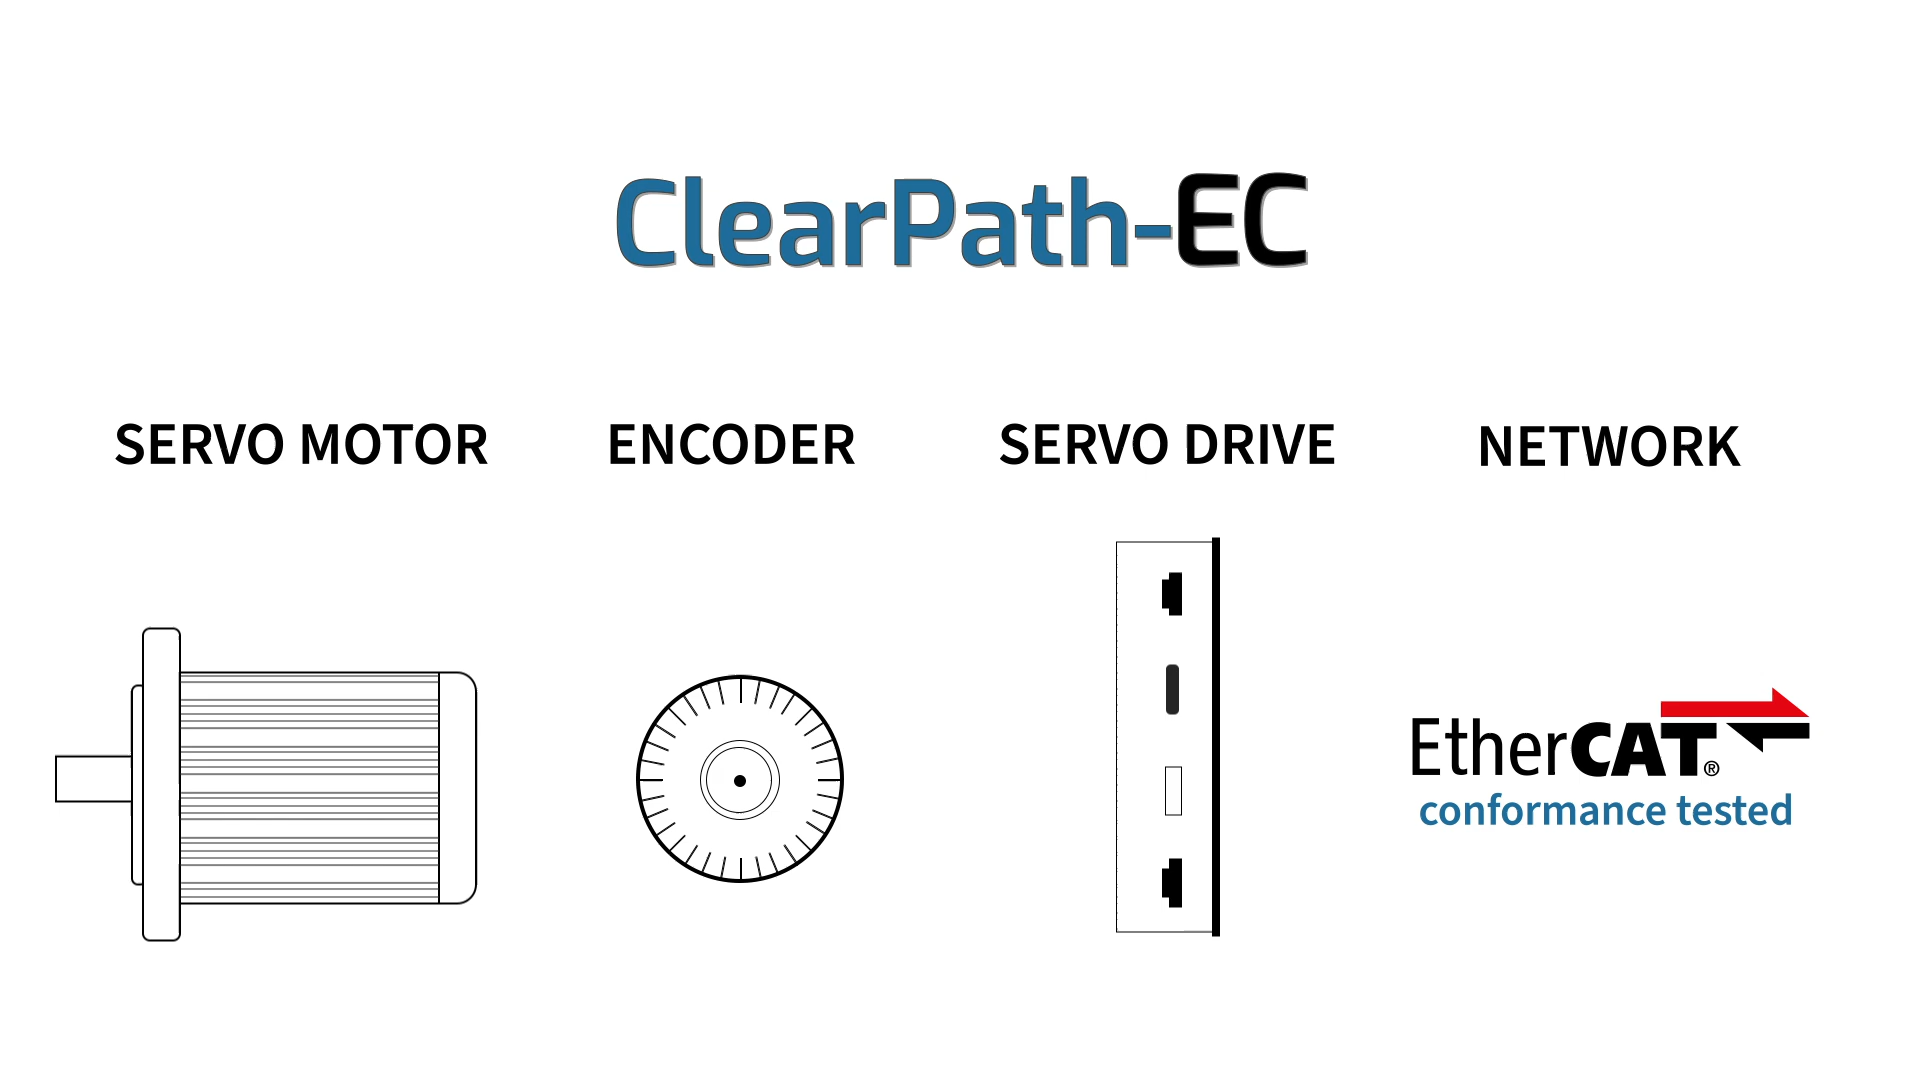 ClearPath-EC
SERVO MOTOR
ENCODER
SERVO DRIVE
NETWORK
EtherCAT®
conformance tested